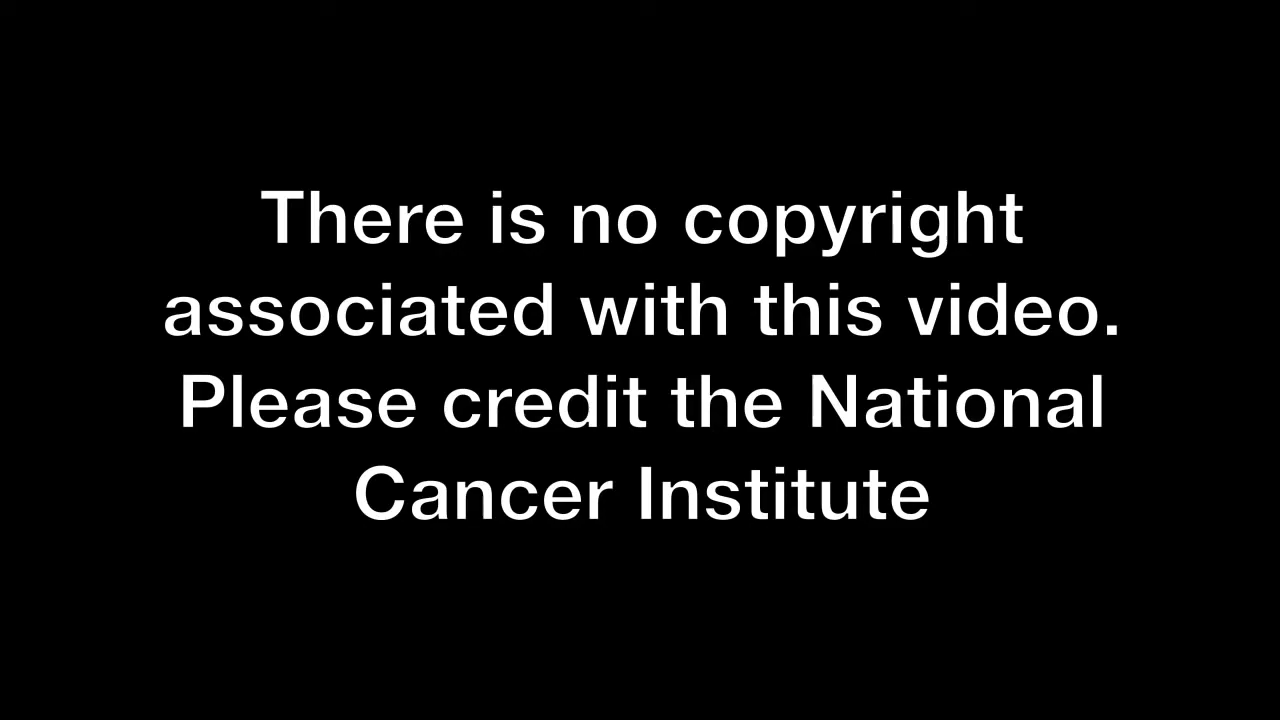 There is no copyright
associated with this video.
Please credit the National
Cancer Institute